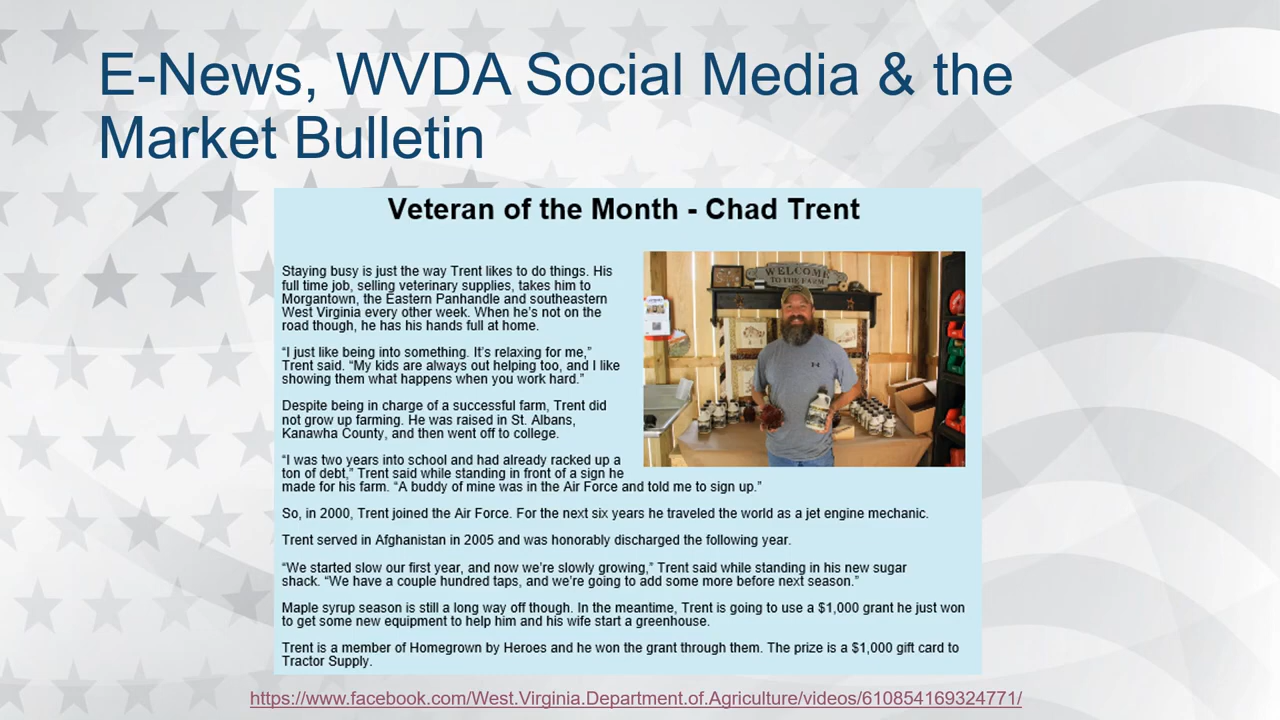 E-News, WVDA Social Media & the
Market Bulletin
Veteran of the Month - Chad Trent
Staying busy is just the way Trent likes to do things. His
full time job, selling veterinary supplies, takes him to
Morgantown, the Eastern Panhandle and southeastern
West Virginia every other week. When he’s not on the
road though, he has his hands full at home.
“I just like being into something. It’s relaxing for me,”
Trent said. “My kids are always out helping too, and I like
showing them what happens when you work hard.”
Despite being in charge of a successful farm, Trent did
not grow up farming. He was raised in St. Albans,
Kanawha County, and then went off to college.
“I was two years into school and had already racked up a
ton of debt,” Trent said while standing in front of a sign he
made for his farm. “A buddy of mine was in the Air Force and told me to sign up.”
So, in 2000, Trent joined the Air Force. For the next six years he traveled the world as a jet engine mechanic.
Trent served in Afghanistan in 2005 and was honorably discharged the following year.
“We started slow our first year, and now we’re slowly growing,” Trent said while standing in his new sugar
shack. “We have a couple hundred taps, and we’re going to add some more before next season.”
Maple syrup season is still a long way off though. In the meantime, Trent is going to use a $1,000 grant he just won
to get some new equipment to help him and his wife start a greenhouse.
Trent is a member of Homegrown by Heroes and he won the grant through them. The prize is a $1,000 gift card to
Tractor Supply.
WELCOME
TO THE FARM
https://www.facebook.com/West.Virginia.Department.of.Agriculture/videos/610854169324771/